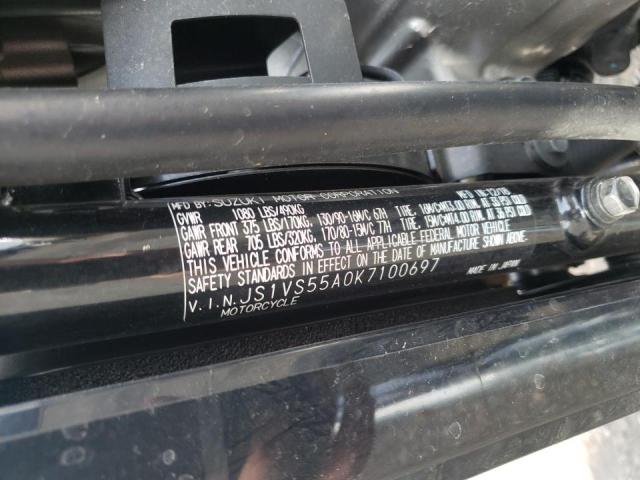 MFD BY: SUZUKI MOTOR CORPORATION
GVWR 1080 LBS/490KG
GAWR FRONT 375 LBS/170KG, 130/90-16M/C 67H TIRE,
GAWR REAR 705 LBS/320KG, 170/80-15M/C 77H TIRE,
THIS VEHICLE CONFORMS TO ALL APPLICABLE FEDERAL MOTOR VEHICLE
SAFETY STANDARDS IN EFFECT ON THE DATE OF MANUFACTURE SHOWN ABOVE.
V.I.N. JS1VS55A0K7100697 MADE IN JAPAN
MOTORCYCLE